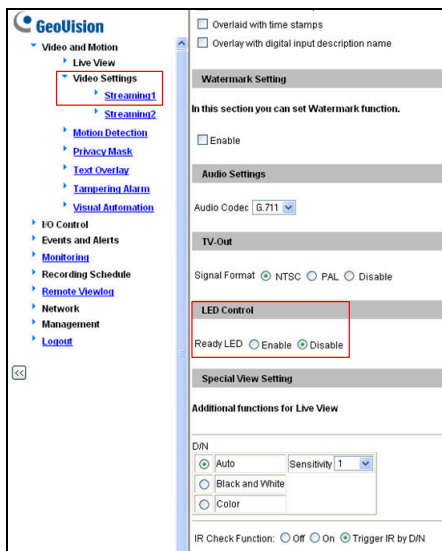 GeoVision
Video and Motion
Live View
Video Settings
Streaming1
Streaming2
Motion Detection
Privacy Mask
Text Overlay
Tampering Alarm
Visual Automation
I/O Control
Events and Alerts
Monitoring
Recording Schedule
Remote Viewlog
Network
Management
Logout
<<
Overlaid with time stamps
Overlay with digital input description name
Watermark Setting
In this section you can set Watermark function.
Enable
Audio Settings
Audio Codec G.711
TV-Out
Signal Format NTSC PAL Disable
LED Control
Ready LED Enable Disable
Special View Setting
Additional functions for Live View
D/N
Auto Sensitivity 1
Black and White
Color
IR Check Function: Off On Trigger IR by D/N